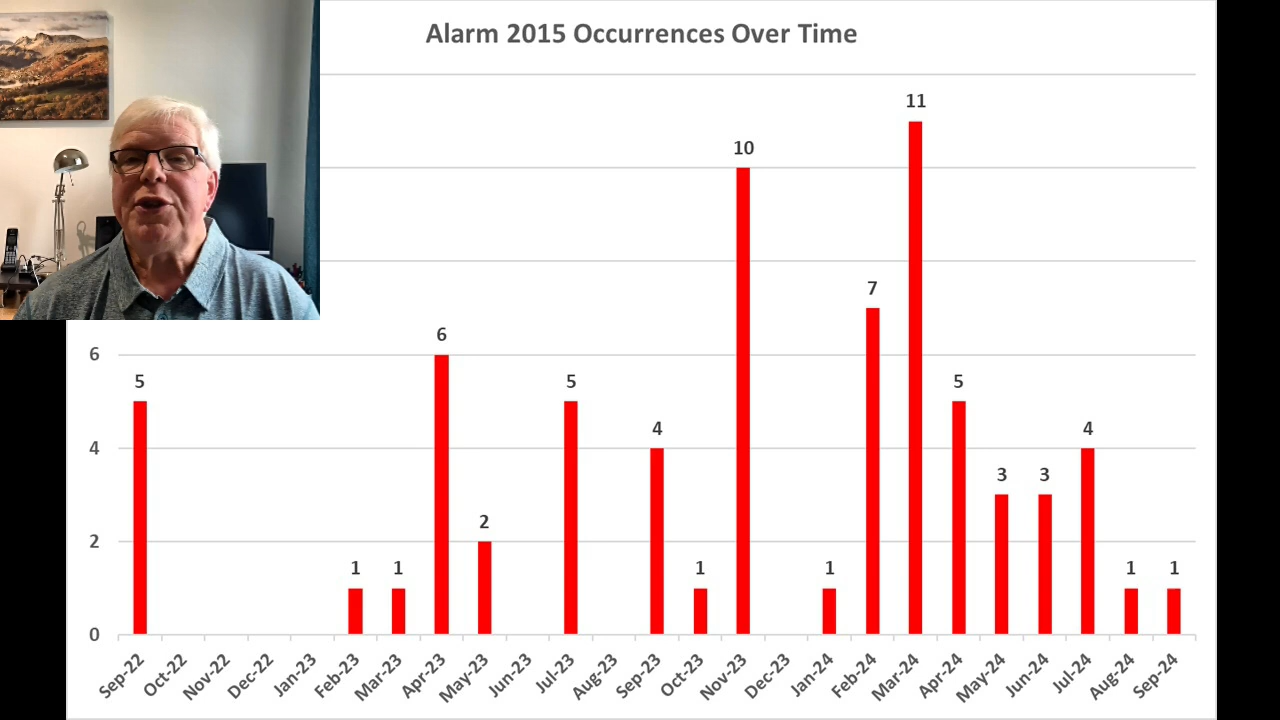 Alarm 2015 Occurrences Over Time
11
10
7
6
6
5
5
5
4
4
4
3
3
2
2
1
1
1
1
1
1
0
Sep-22
Oct-22
Nov-22
Dec-22
Jan-23
Feb-23
Mar-23
Apr-23
May-23
Jun-23
Jul-23
Aug-23
Sep-23
Oct-23
Nov-23
Dec-23
Jan-24
Feb-24
Mar-24
Apr-24
May-24
Jun-24
Jul-24
Aug-24
Sep-24